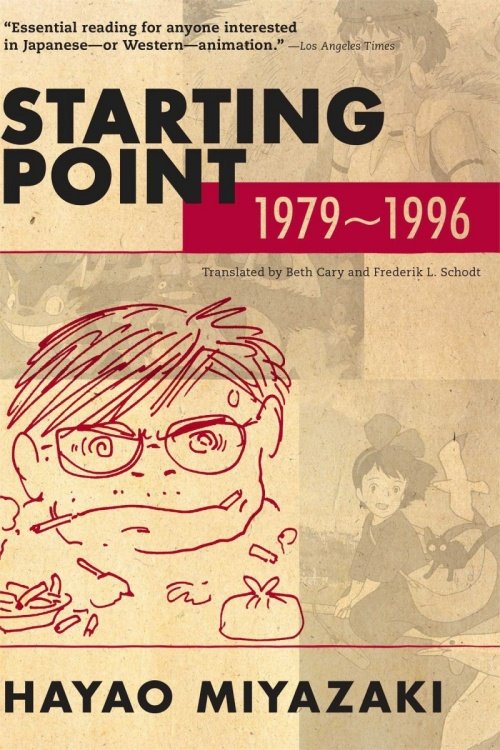 “Essential reading for anyone interested
in Japanese—or Western—animation.” —Los Angeles Times
STARTING
POINT
1979~1996
Translated by Beth Cary and Frederik L. Schodt
HAYAO MIYAZAKI